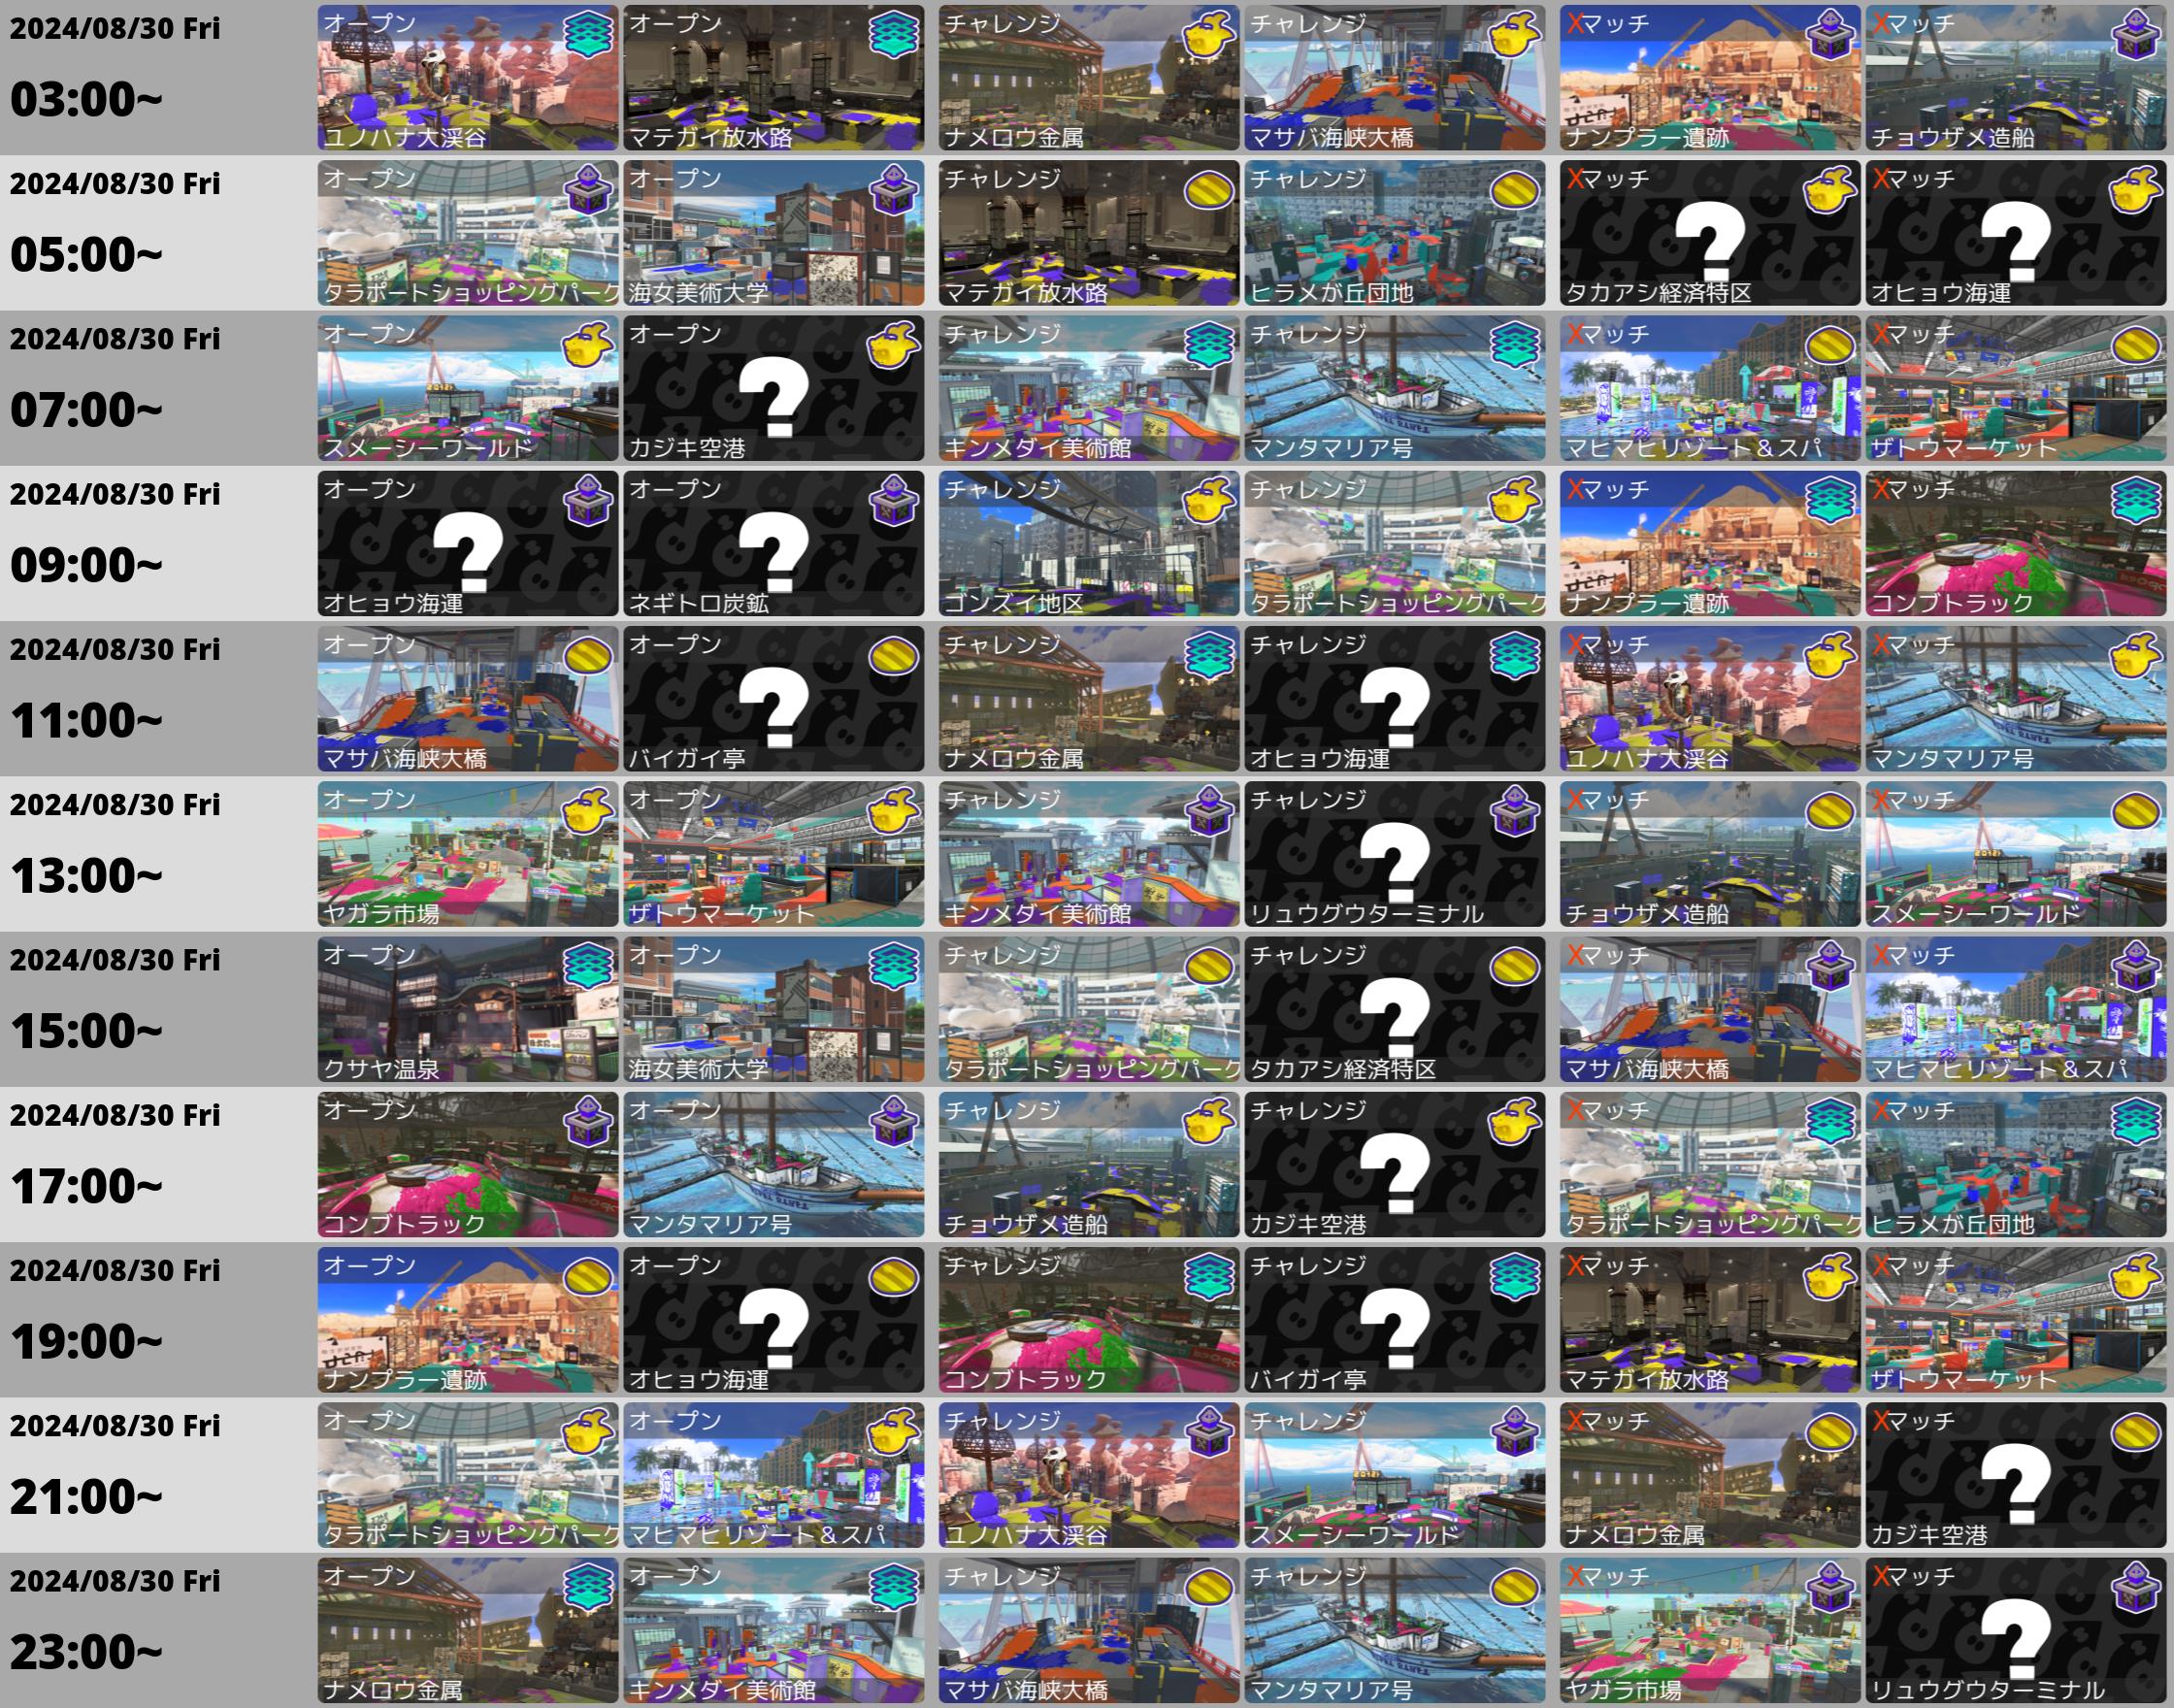 2024/08/30 Fri
03:00~
オープン
ユノハナ大渓谷
オープン
マテガイ放水路
チャレンジ
ナメロウ金属
チャレンジ
マサバ海峡大橋
Xマッチ
ナンプラー遺跡
Xマッチ
チョウザメ造船
2024/08/30 Fri
05:00~
オープン
タラポートショッピングパーク
オープン
海女美術大学
チャレンジ
マテガイ放水路
チャレンジ
ヒラメが丘団地
Xマッチ
タカアシ経済特区
Xマッチ
オヒョウ海運
2024/08/30 Fri
07:00~
オープン
スメーシーワールド
オープン
カジキ空港
チャレンジ
キンメダイ美術館
チャレンジ
マンタマリア号
Xマッチ
マヒマヒリゾート＆スパ
Xマッチ
ザトウマーケット
2024/08/30 Fri
09:00~
オープン
オヒョウ海運
オープン
ネギトロ炭鉱
チャレンジ
ゴンズイ地区
チャレンジ
タラポートショッピングパーク
Xマッチ
ナンプラー遺跡
Xマッチ
コンブトラック
2024/08/30 Fri
11:00~
オープン
マサバ海峡大橋
オープン
バイガイ亭
チャレンジ
ナメロウ金属
チャレンジ
オヒョウ海運
Xマッチ
ユノハナ大渓谷
Xマッチ
マンタマリア号
2024/08/30 Fri
13:00~
オープン
ヤガラ市場
オープン
ザトウマーケット
チャレンジ
キンメダイ美術館
チャレンジ
リュウグウターミナル
Xマッチ
チョウザメ造船
Xマッチ
スメーシーワールド
2024/08/30 Fri
15:00~
オープン
クサヤ温泉
オープン
海女美術大学
チャレンジ
タラポートショッピングパーク
チャレンジ
タカアシ経済特区
Xマッチ
マサバ海峡大橋
Xマッチ
マヒマヒリゾート＆スパ
2024/08/30 Fri
17:00~
オープン
コンブトラック
オープン
マンタマリア号
チャレンジ
チョウザメ造船
チャレンジ
カジキ空港
Xマッチ
タラポートショッピングパーク
Xマッチ
ヒラメが丘団地
2024/08/30 Fri
19:00~
オープン
ナンプラー遺跡
オープン
オヒョウ海運
チャレンジ
コンブトラック
チャレンジ
バイガイ亭
Xマッチ
マテガイ放水路
Xマッチ
ザトウマーケット
2024/08/30 Fri
21:00~
オープン
タラポートショッピングパーク
オープン
マヒマヒリゾート＆スパ
チャレンジ
ユノハナ大渓谷
チャレンジ
スメーシーワールド
Xマッチ
ナメロウ金属
Xマッチ
カジキ空港
2024/08/30 Fri
23:00~
オープン
ナメロウ金属
オープン
キンメダイ美術館
チャレンジ
マサバ海峡大橋
チャレンジ
マンタマリア号
Xマッチ
ヤガラ市場
Xマッチ
リュウグウターミナル